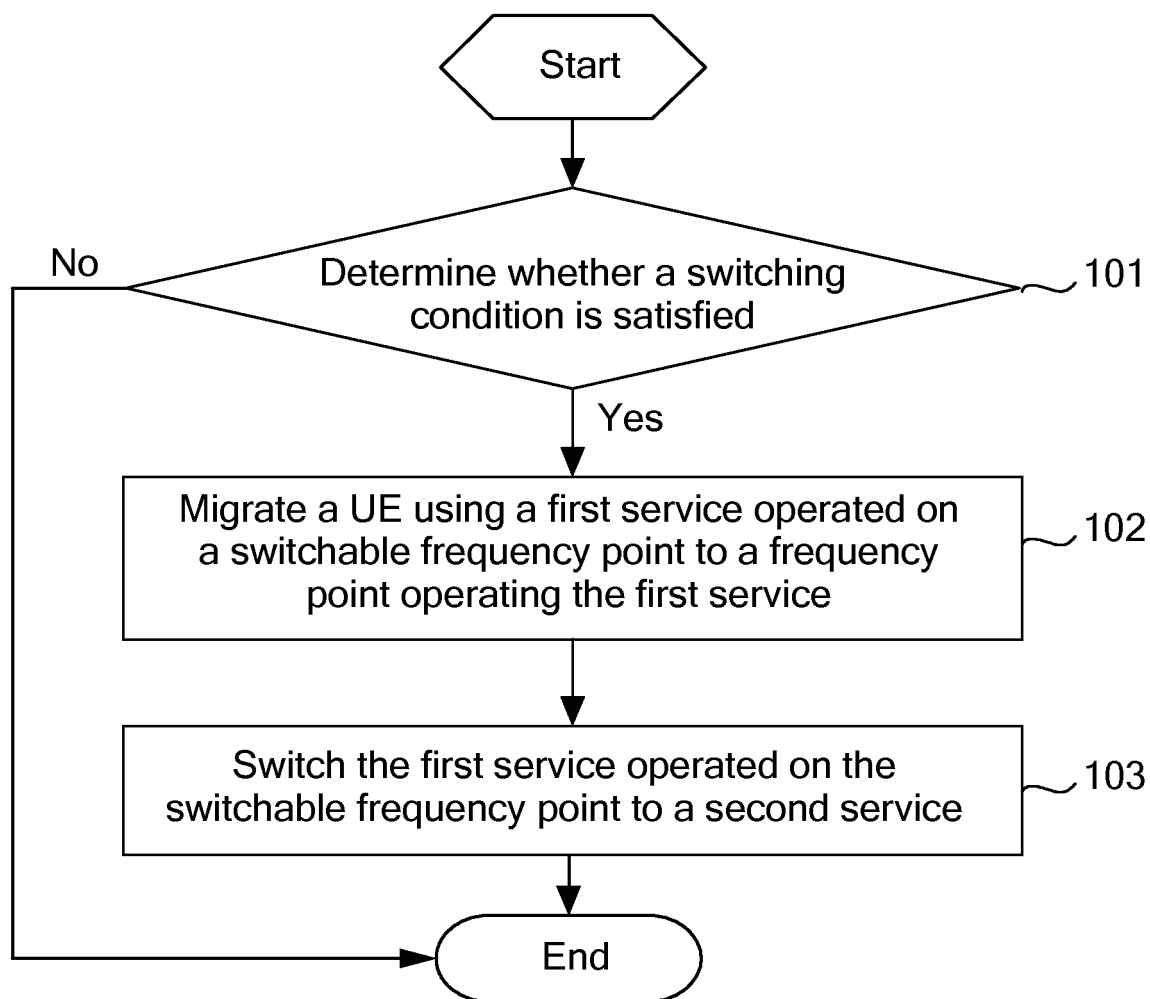 Start
No
Determine whether a switching
condition is satisfied
101
Yes
Migrate a UE using a first service operated on
a switchable frequency point to a frequency
point operating the first service
102
Switch the first service operated on the
switchable frequency point to a second service
103
End